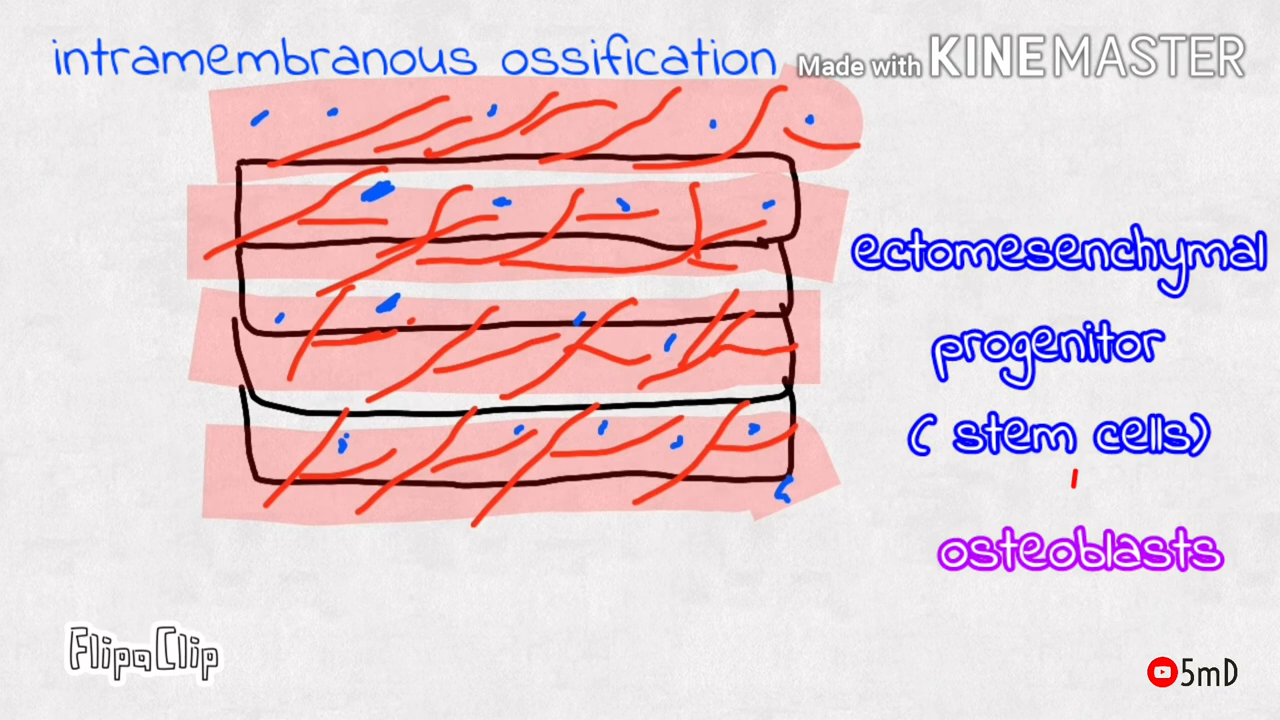 intramembranous ossification
Made with KINEMASTER
ectomesenchymal
progenitor
( stem cells)
osteoblasts
FlipaClip
5mD